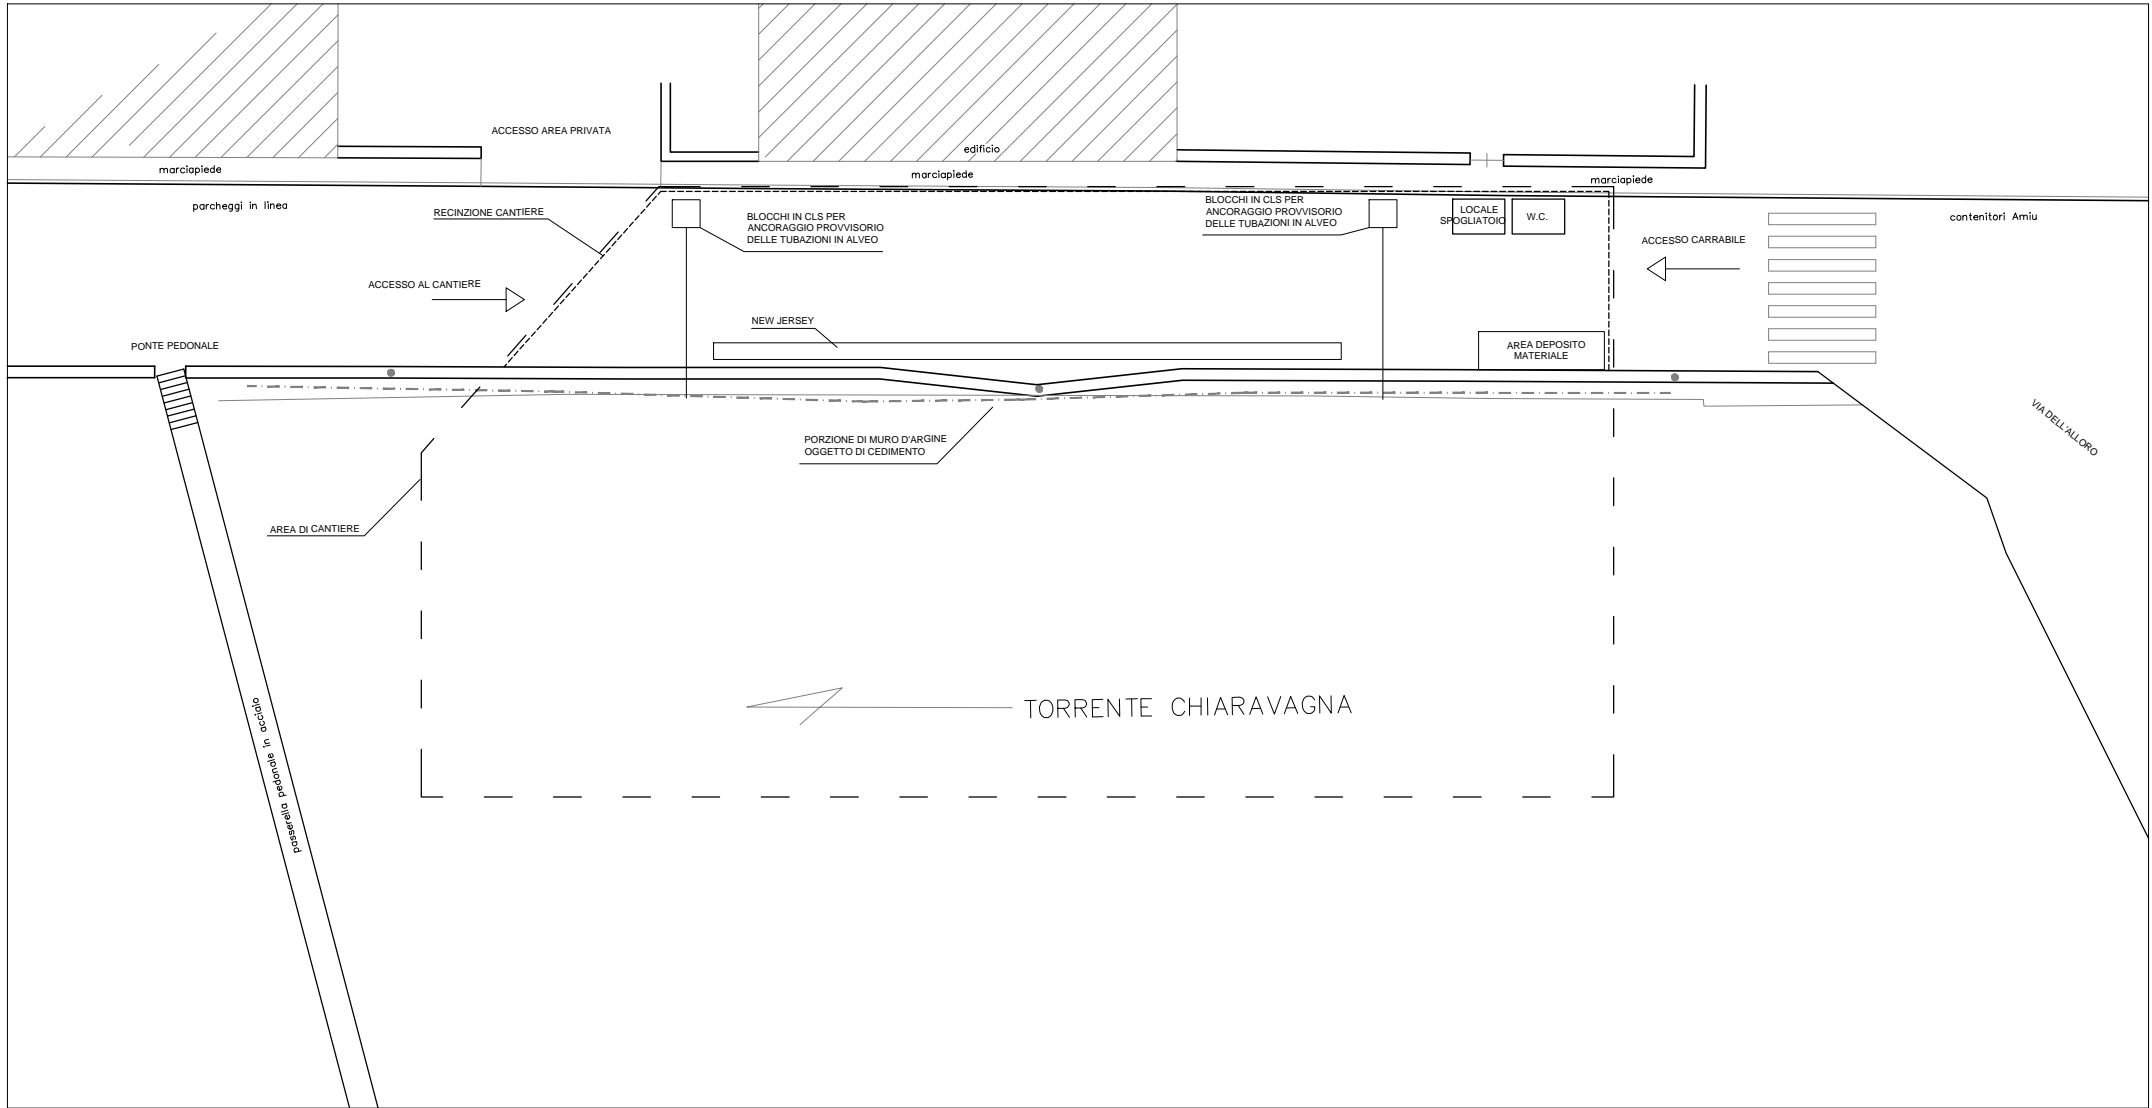 ACCESSO AREA PRIVATA
edificio
marciapiede
marciapiede
marciapiede
parcheggi in linea
RECINZIONE CANTIERE
BLOCCHI IN CLS PER
ANCORAGGIO PROVVISORIO
DELLE TUBAZIONI IN ALVEO
BLOCCHI IN CLS PER
ANCORAGGIO PROVVISORIO
DELLE TUBAZIONI IN ALVEO
LOCALE
SPOGLIATOIO
W.C.
contenitori Amiu
ACCESSO CARRABILE
ACCESSO AL CANTIERE
NEW JERSEY
PONTE PEDONALE
AREA DEPOSITO
MATERIALE
VIA DELL'ALLORO
PORZIONE DI MURO D'ARGINE
OGGETTO DI CEDIMENTO
AREA DI CANTIERE
TORRENTE CHIARAVAGNA
passerella pedonale in acciaio